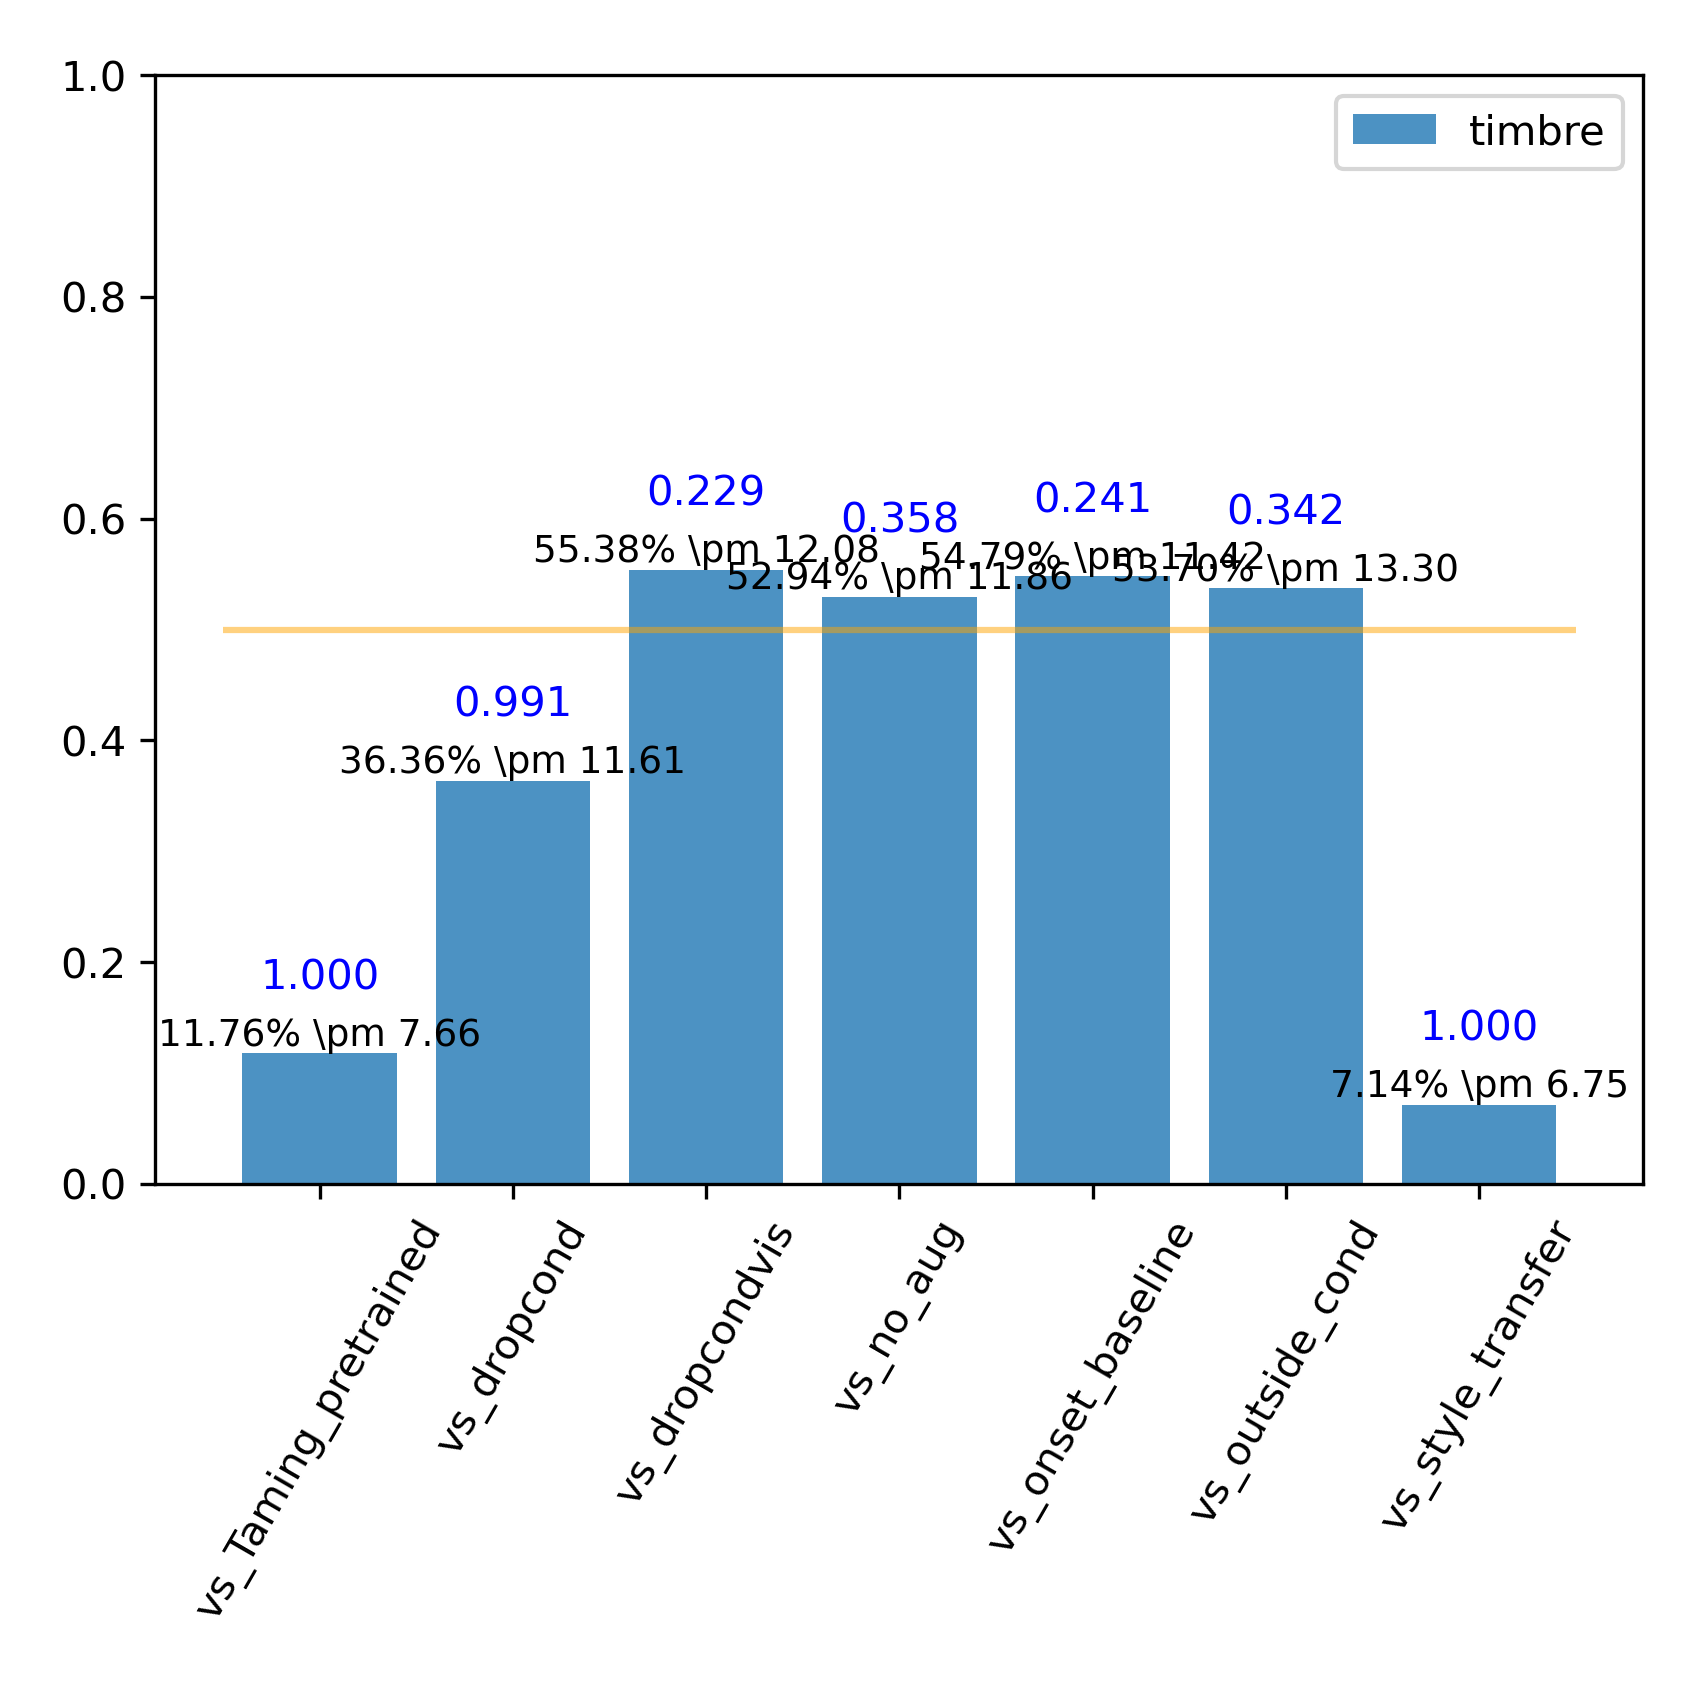 timbre
1.0
0.8
0.6
0.4
0.2
0.0
1.000
11.76% \pm 7.66
0.991
36.36% \pm 11.61
0.229
55.38% \pm 12.08
0.358
52.94% \pm 11.86
0.241
54.79% \pm 11.42
0.342
53.70% \pm 13.30
1.000
7.14% \pm 6.75
vs_Taming_pretrained
vs_dropcond
vs_dropcondvis
vs_no_aug
vs_onset_baseline
vs_outside_cond
vs_style_transfer